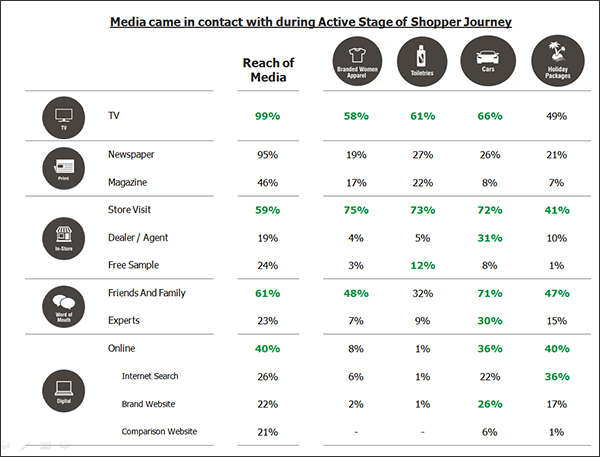 Media came in contact with during Active Stage of Shopper Journey
Reach of Media Branded Women Apparel Toiletries Cars Holiday Packages
TV TV 99% 58% 61% 66% 49%
Print
Newspaper 95% 19% 27% 26% 21%
Magazine 46% 17% 22% 8% 7%
In-Store
Store Visit 59% 75% 73% 72% 41%
Dealer / Agent 19% 4% 5% 31% 10%
Free Sample 24% 3% 12% 8% 1%
Word of Mouth
Friends And Family 61% 48% 32% 71% 47%
Experts 23% 7% 9% 30% 15%
Digital
Online 40% 8% 1% 36% 40%
Internet Search 26% 6% 1% 22% 36%
Brand Website 22% 2% 1% 26% 17%
Comparison Website 21% - - 6% 1%